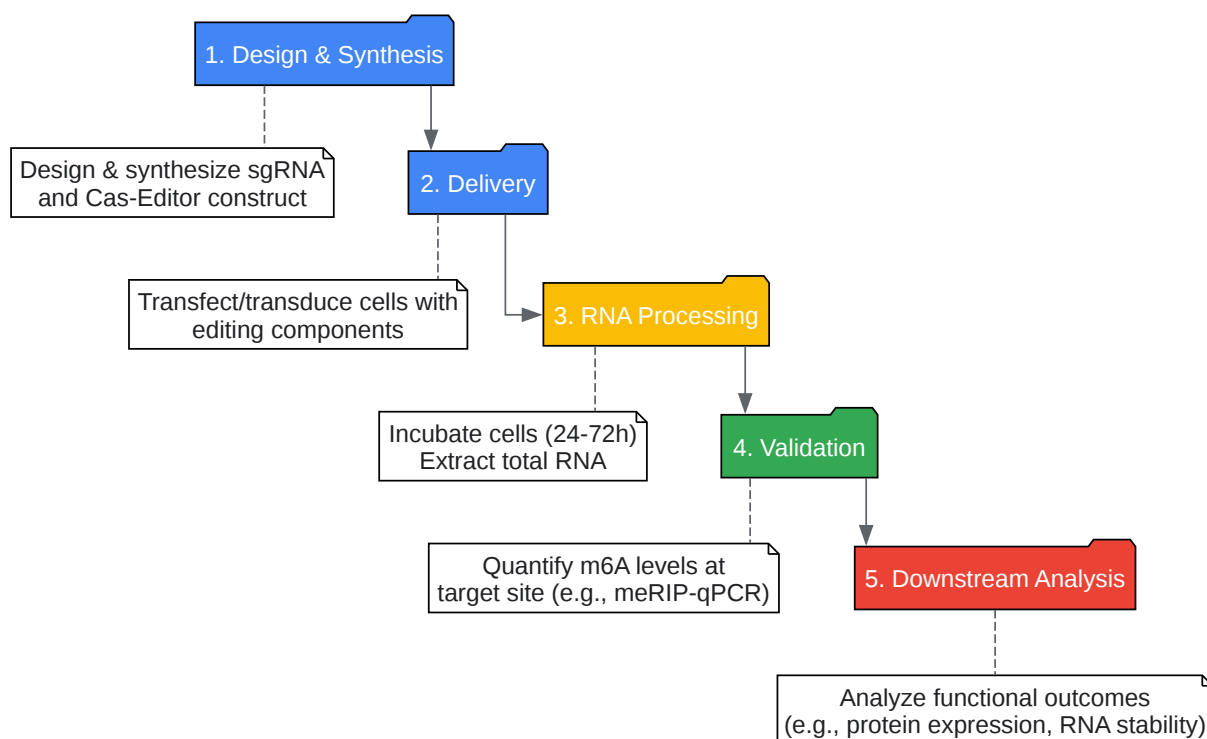 1. Design & Synthesis
Design & synthesize sgRNA
and Cas-Editor construct
2. Delivery
Transfect/transduce cells with
editing components
3. RNA Processing
Incubate cells (24-72h)
Extract total RNA
4. Validation
Quantify m6A levels at
target site (e.g., meRIP-qPCR)
5. Downstream Analysis
Analyze functional outcomes
(e.g., protein expression, RNA stability)